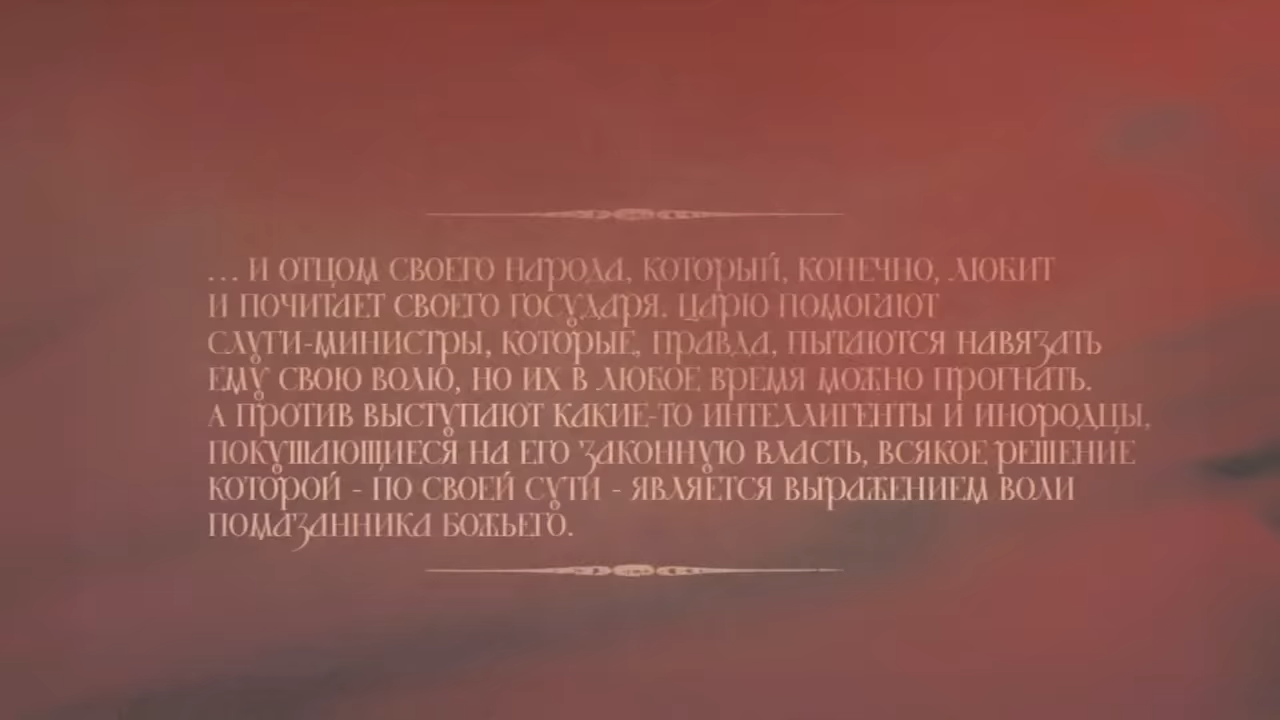 ... И ОТЦОМ СВОЕГО НАРОДА, КОТОРЫЙ, КОНЕЧНО, ЛЮБИТ
И ПОЧИТАЕТ СВОЕГО ГОСУДАРЯ. ЦАРЮ ПОМОГАЮТ
СЛУГИ-МИНИСТРЫ, КОТОРЫЕ, ПРАВДА, ПЫТАЮТСЯ НАВЯЗАТЬ
ЕМУ СВОЮ ВОЛЮ, НО ИХ В ЛЮБОЕ ВРЕМЯ МОЖНО ПРОГНАТЬ.
А ПРОТИВ ВЫСТУПАЮТ КАКИЕ-ТО ИНТЕЛЛИГЕНТЫ И ИНОРОДЦЫ,
ПОКУШАЮЩИЕСЯ НА ЕГО ЗАКОННУЮ ВЛАСТЬ, ВСЯКОЕ РЕШЕНИЕ
КОТОРОЙ - ПО СВОЕЙ СУТИ - ЯВЛЯЕТСЯ ВЫРАЖЕНИЕМ ВОЛИ
ПОМАЗАННИКА БОЖЬЕГО.